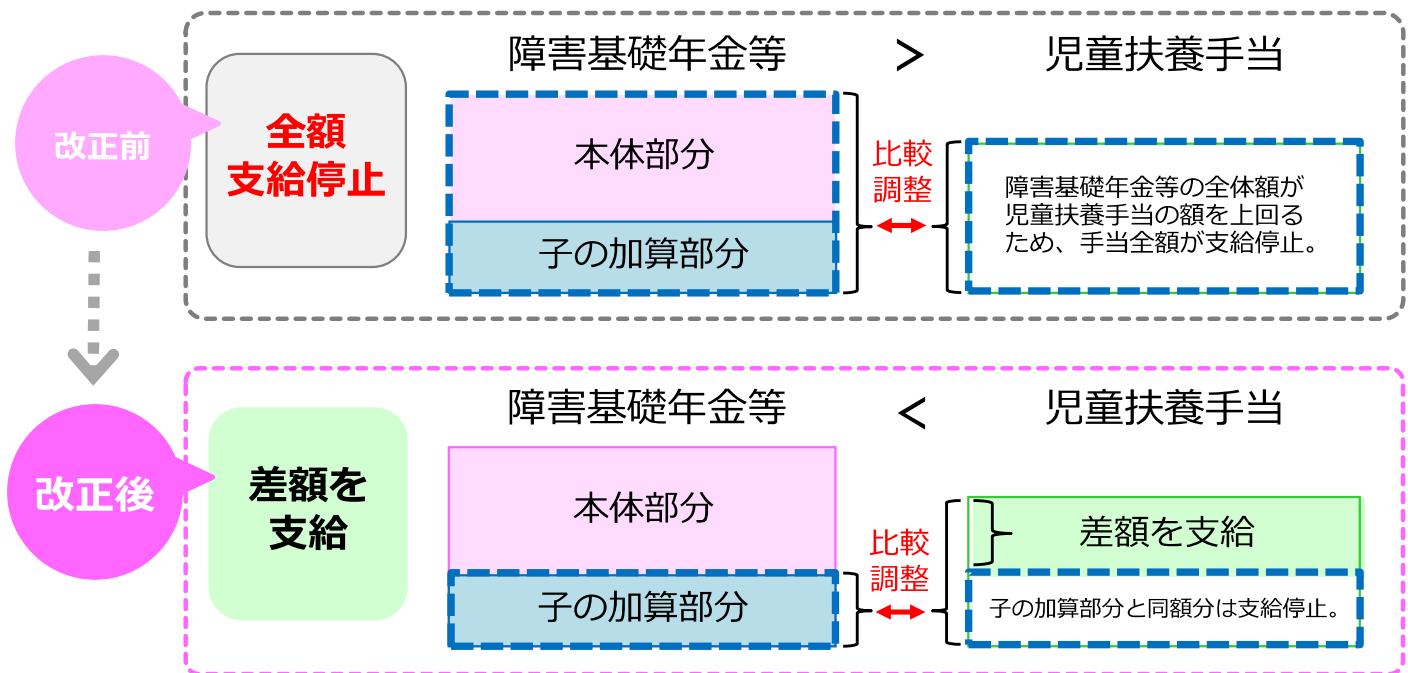 障害基礎年金等
>
児童扶養手当
改正前
全額
支給停止
本体部分
子の加算部分
比較
調整
障害基礎年金等の全体額が
児童扶養手当の額を上回る
ため、手当全額が支給停止。
障害基礎年金等
<
児童扶養手当
改正後
差額を
支給
本体部分
子の加算部分
比較
調整
差額を支給
子の加算部分と同額分は支給停止。